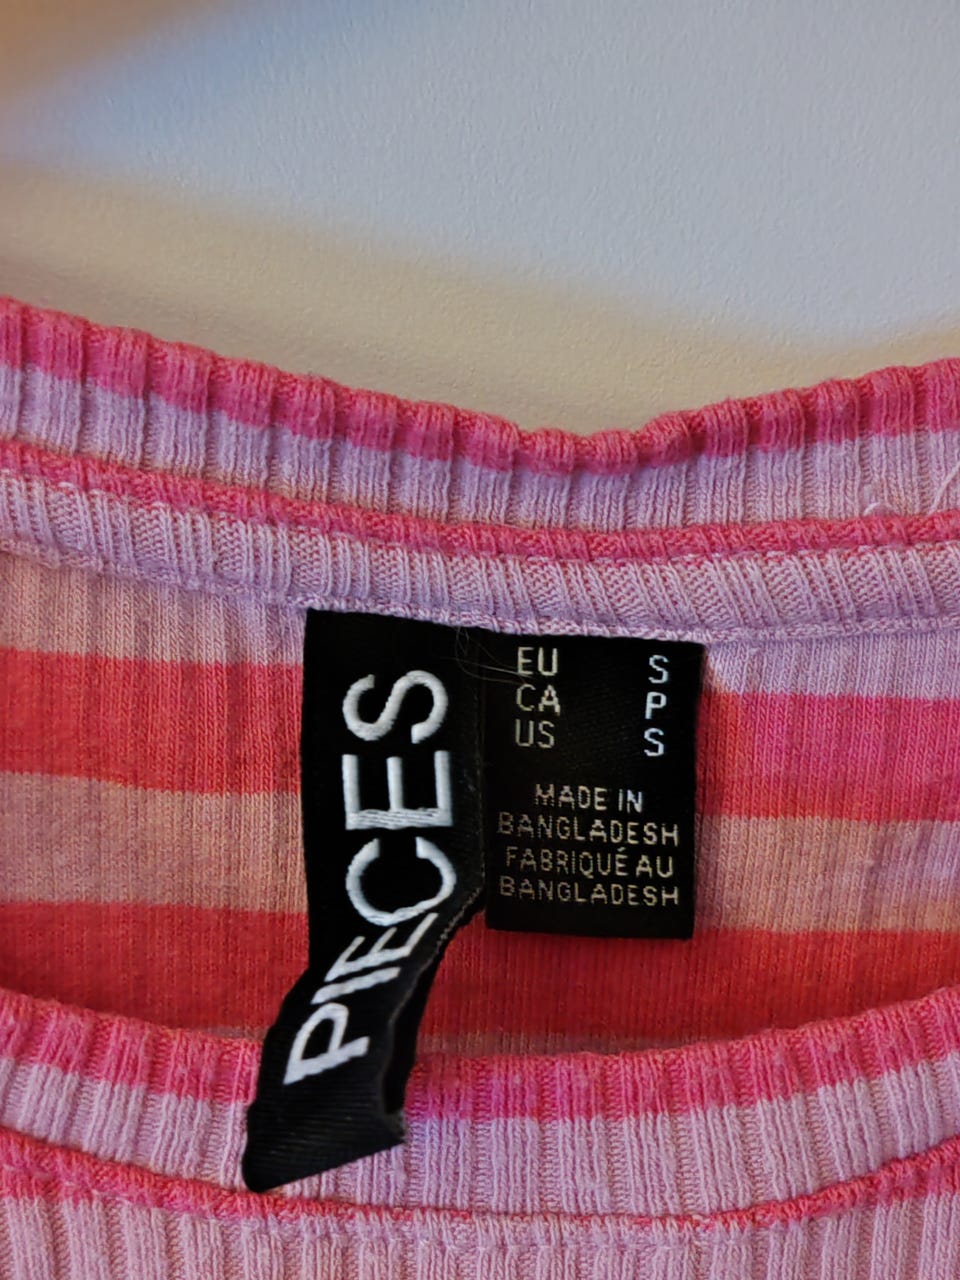 PIECES
EU S
CA P
US S
MADE IN
BANGLADESH
FABRIQUÉ AU
BANGLADESH